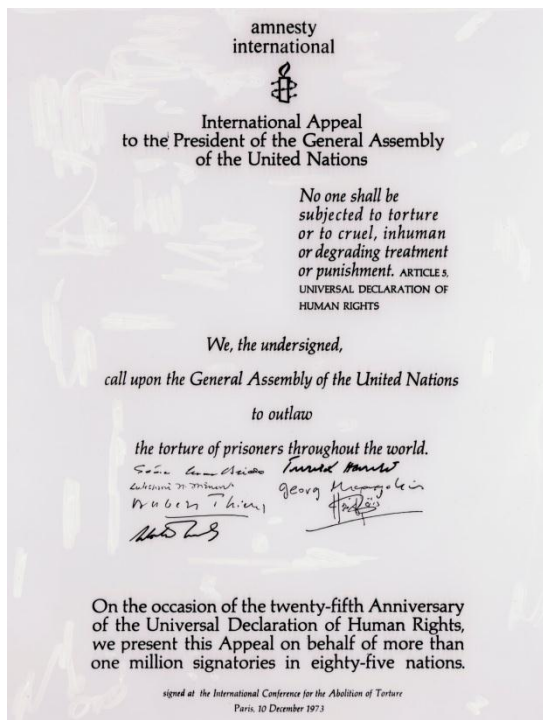 amnesty
international
International Appeal
to the President of the General Assembly
of the United Nations
No one shall be
subjected to torture
or to cruel, inhuman
or degrading treatment
or punishment. ARTICLE 5,
UNIVERSAL DECLARATION OF
HUMAN RIGHTS
We, the undersigned,
call upon the General Assembly of the United Nations
to outlaw
the torture of prisoners throughout the world.
On the occasion of the twenty-fifth Anniversary
of the Universal Declaration of Human Rights,
we present this Appeal on behalf of more than
one million signatories in eighty-five nations.
signed at the International Conference for the Abolition of Torture
Paris, 10 December 1973